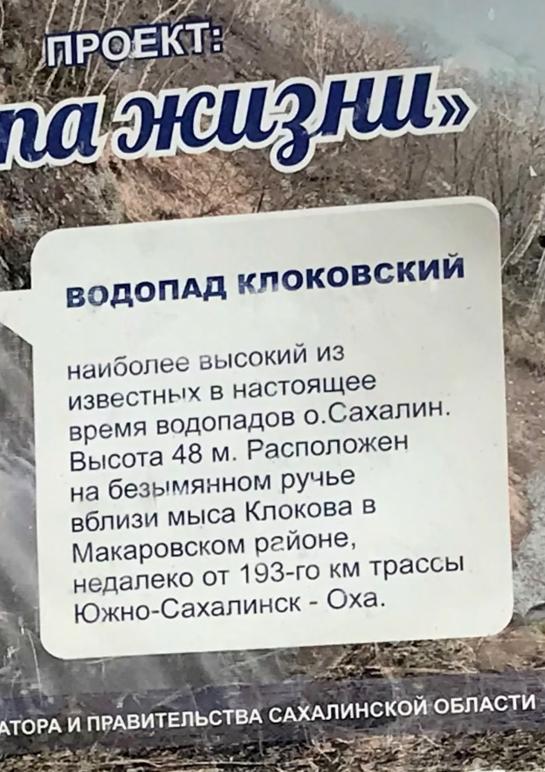 ПРОЕКТ:
па жизни»
ВОДОПАД КЛОКОВСКИЙ
наиболее высокий из
известных в настоящее
время водопадов о.Сахалин.
Высота 48 м. Расположен
на безымянном ручье
вблизи мыса Клокова в
Макаровском районе,
недалеко от 193-го км трассы
Южно-Сахалинск - Оха.
АТОРА И ПРАВИТЕЛЬСТВА САХАЛИНСКОЙ ОБЛАСТИ